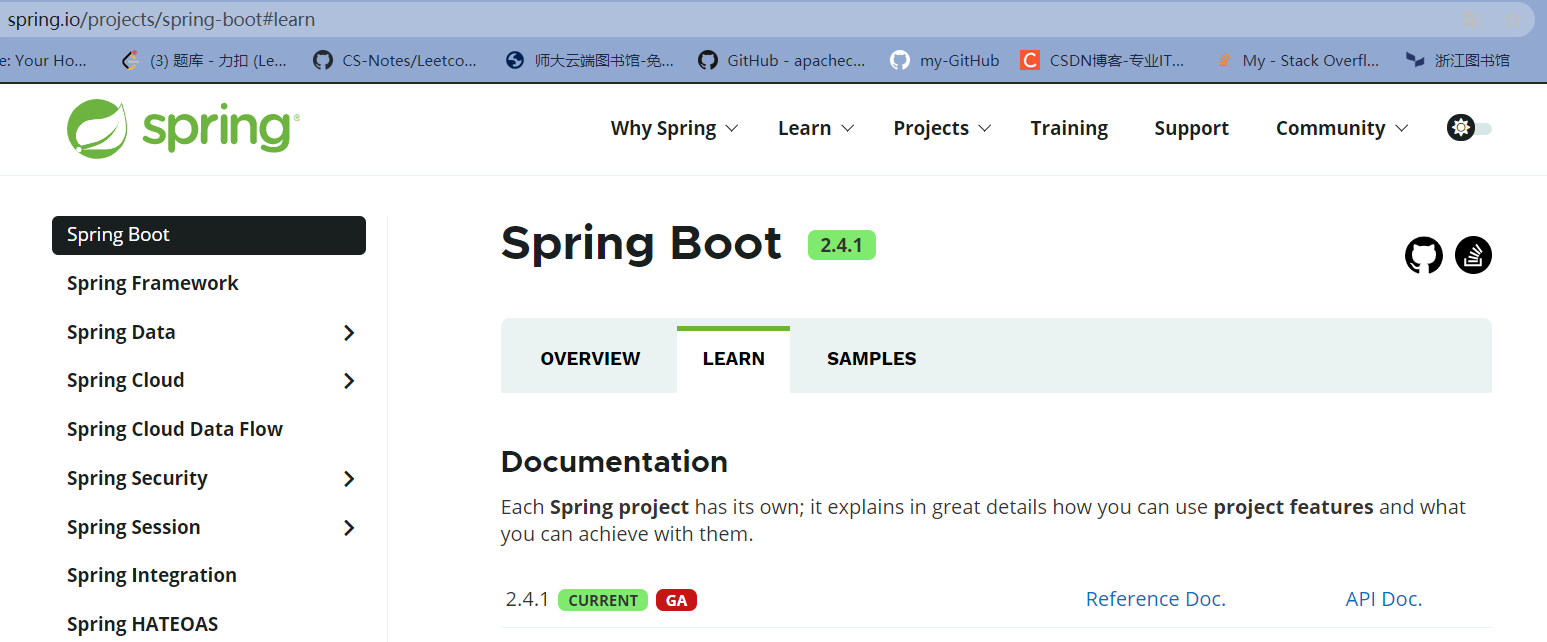 spring.io/projects/spring-boot#learn
e: Your Ho... (3) 题库 - 力扣 (Le... CS-Notes/Leetco... 师大云端图书馆-免... GitHub - apachec... my-GitHub CSDN博客-专业IT... My - Stack Overfl... 浙江图书馆
spring® Why Spring Learn Projects Training Support Community
Spring Boot
Spring Framework
Spring Data
Spring Cloud
Spring Cloud Data Flow
Spring Security
Spring Session
Spring Integration
Spring HATEOAS
Spring Boot 2.4.1
OVERVIEW LEARN SAMPLES
Documentation
Each Spring project has its own; it explains in great details how you can use project features and what
you can achieve with them.
2.4.1 CURRENT GA Reference Doc. API Doc.